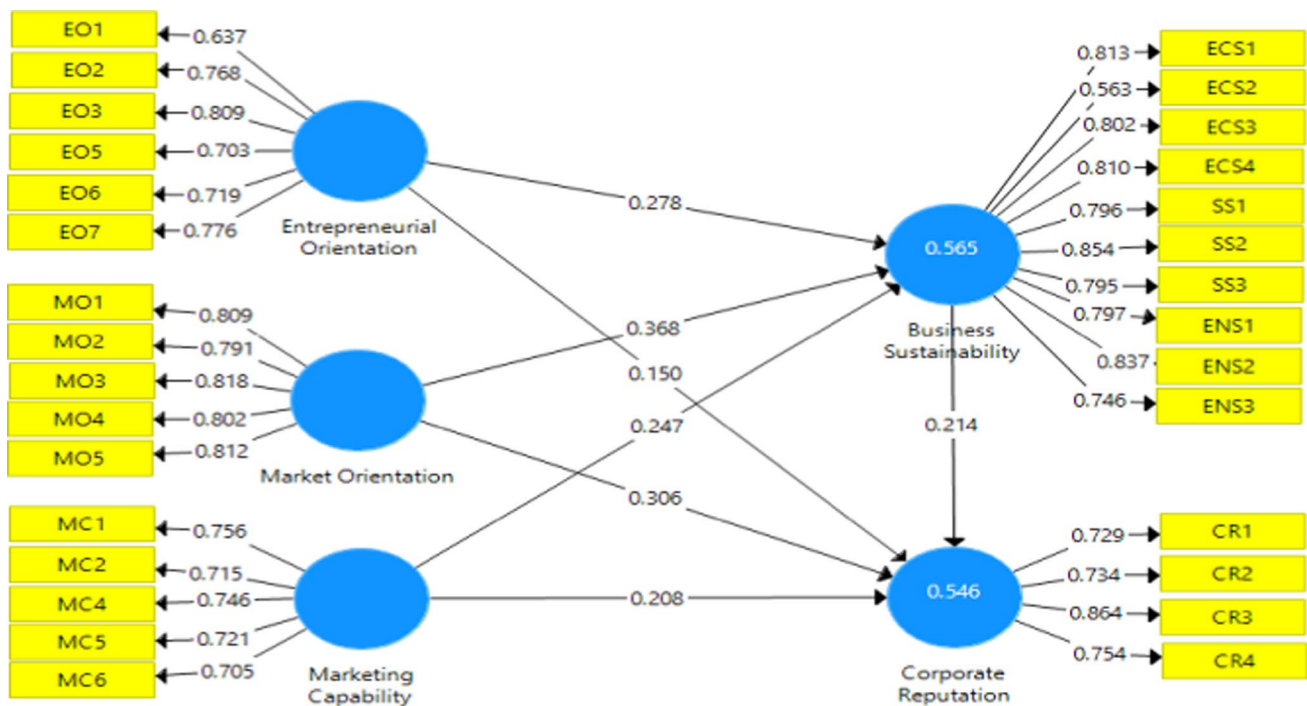 EO1
EO2
EO3
EO5
EO6
EO7
0.637
0.768
0.809
0.703
0.719
0.776
Entrepreneurial
Orientation
MO1
MO2
MO3
MO4
MO5
0.809
0.791
0.818
0.802
0.812
Market Orientation
MC1
MC2
MC4
MC5
MC6
0.756
0.715
0.746
0.721
0.705
Marketing
Capability
0.278
0.368
0.150
0.247
0.306
0.208
0.565
Business
Sustainability
0.214
0.546
Corporate
Reputation
0.813
0.563
0.802
0.810
0.796
0.854
0.795
0.797
0.837
0.746
ECS1
ECS2
ECS3
ECS4
SS1
SS2
SS3
ENS1
ENS2
ENS3
0.729
0.734
0.864
0.754
CR1
CR2
CR3
CR4